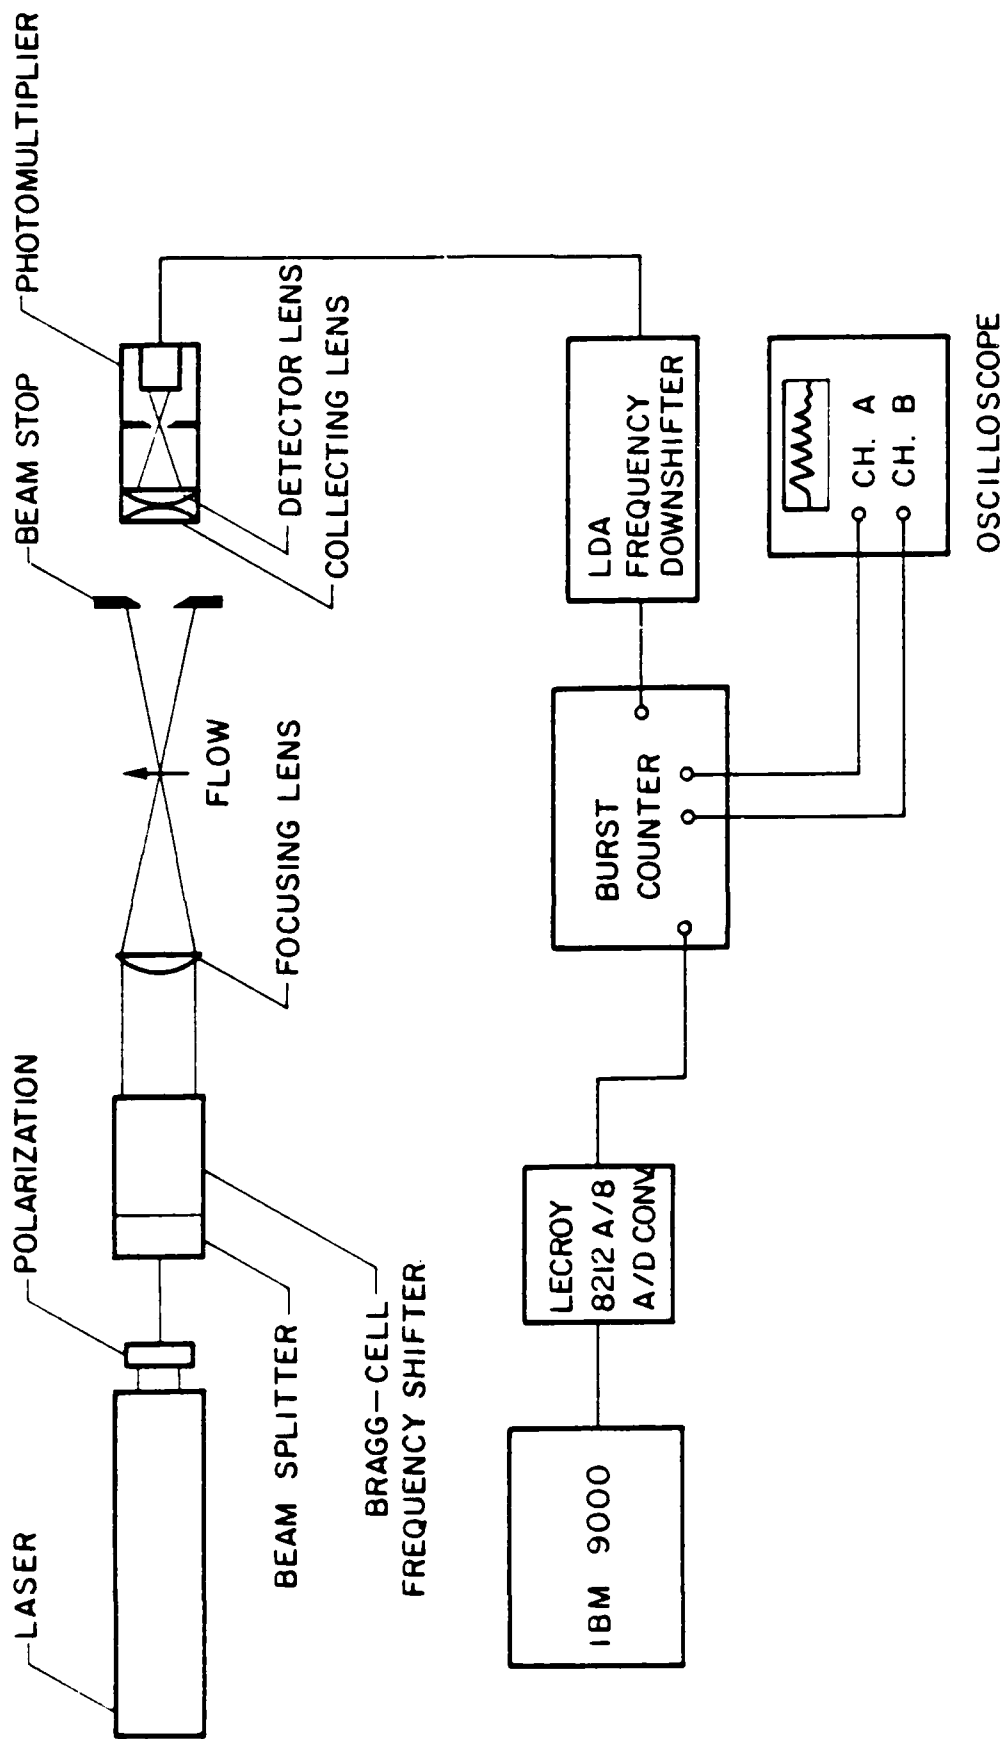 LASER
POLARIZATION
BEAM STOP
PHOTOMULTIPLIER
FLOW
FOCUSING LENS
DETECTOR LENS
COLLECTING LENS
BEAM SPLITTER
BRAGG-CELL
FREQUENCY SHIFTER
IBM 9000
LECROY
8212 A/8
A/D CONV
BURST
COUNTER
LDA
FREQUENCY
DOWNSHIFTER
CH. A
CH. B
OSCILLOSCOPE